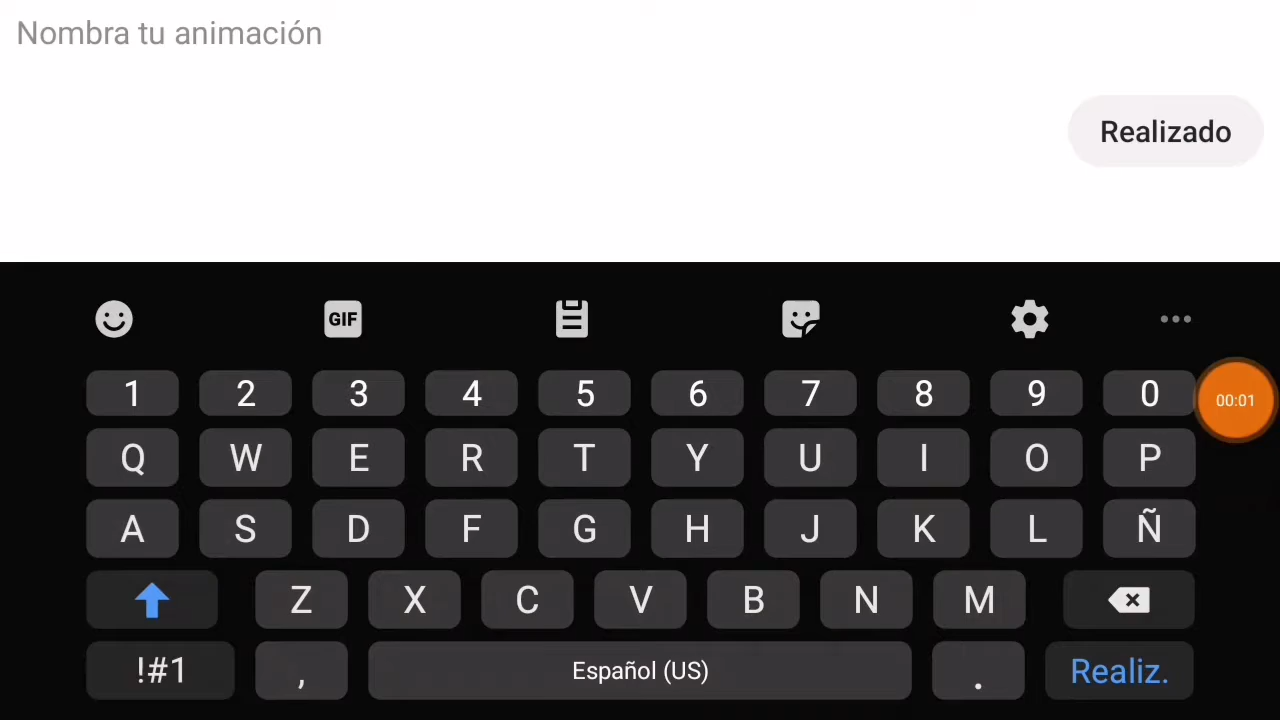 Nombra tu animación
Realizado
GIF
1 2 3 4 5 6 7 8 9 0
00:01
Q W E R T Y U I O P
A S D F G H J K L Ñ
Z X C V B N M
!#1 , Español (US) . Realiz.